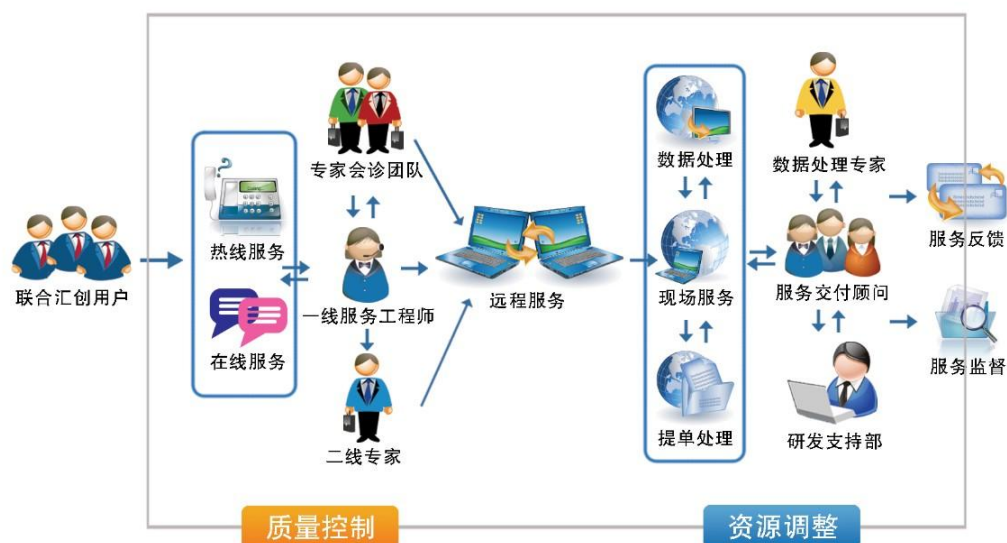 联合汇创用户
热线服务
在线服务
专家会诊团队
一线服务工程师
二线专家
远程服务
数据处理
现场服务
提单处理
数据处理专家
服务交付顾问
研发支持部
服务反馈
服务监督
质量控制
资源调整